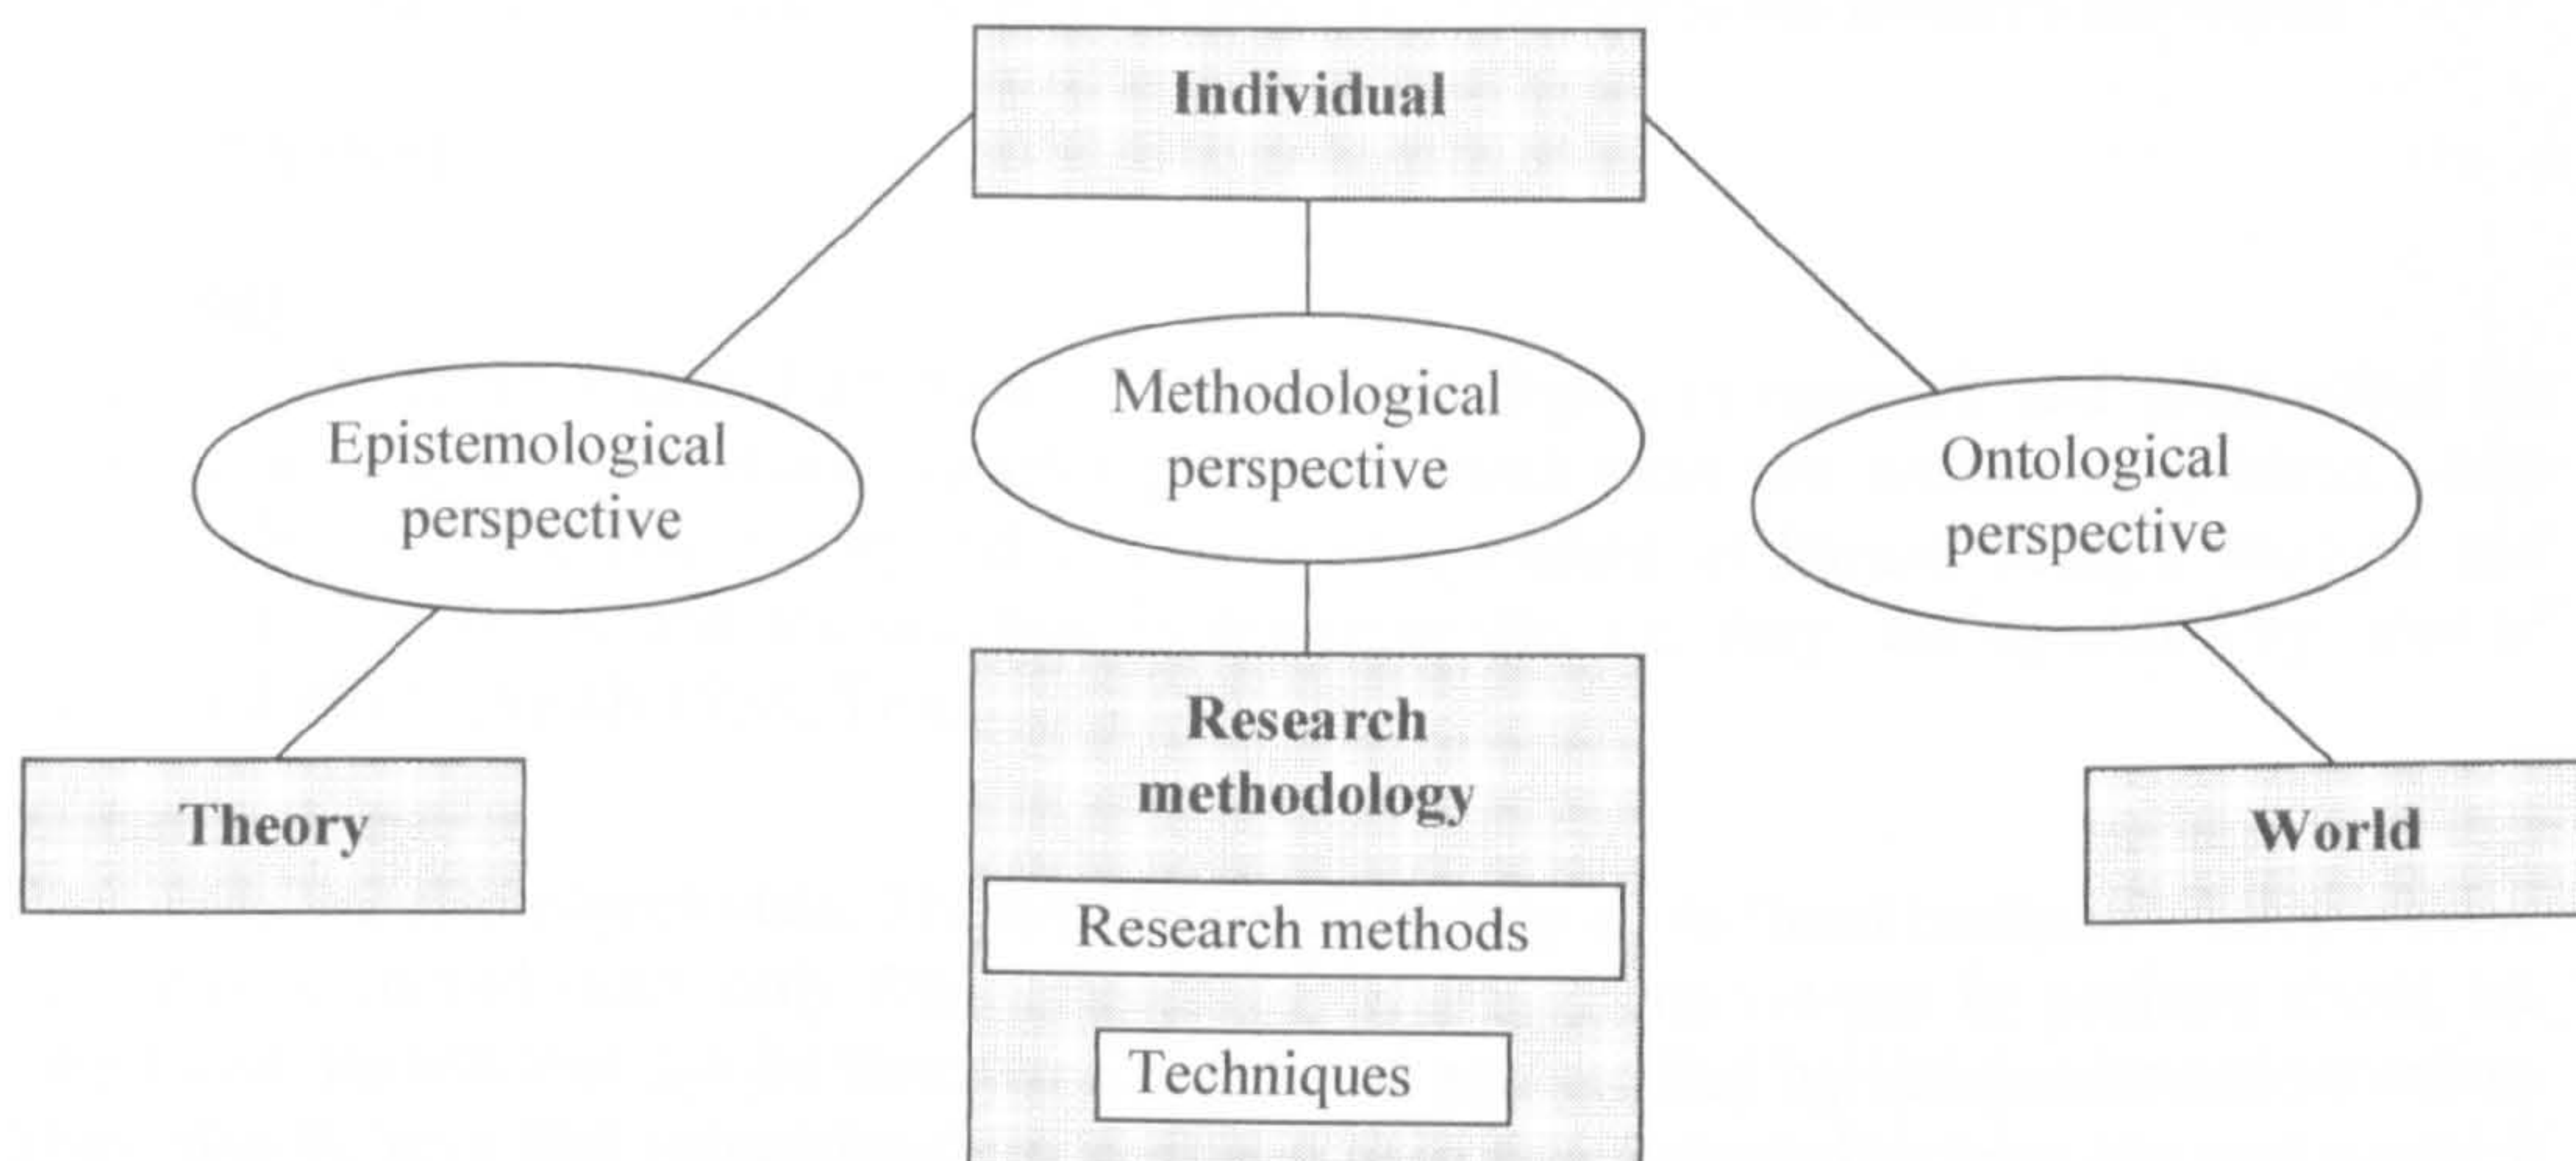 Individual
Epistemological
perspective
Methodological
perspective
Ontological
perspective
Theory
Research
methodology
Research methods
Techniques
World